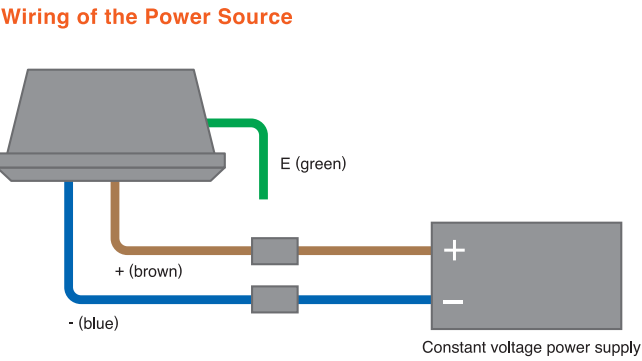 Wiring of the Power Source
E (green)
+ (brown)
+
−
- (blue)
Constant voltage power supply